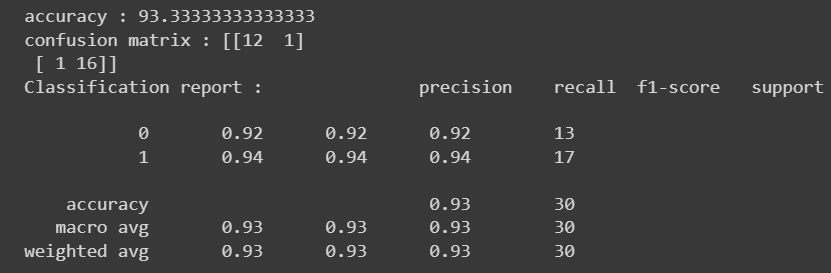 accuracy : 93.33333333333333
confusion matrix : [[12  1]
 [ 1 16]]
Classification report :               precision    recall  f1-score   support

           0       0.92      0.92      0.92        13
           1       0.94      0.94      0.94        17

    accuracy                           0.93        30
   macro avg       0.93      0.93      0.93        30
weighted avg       0.93      0.93      0.93        30